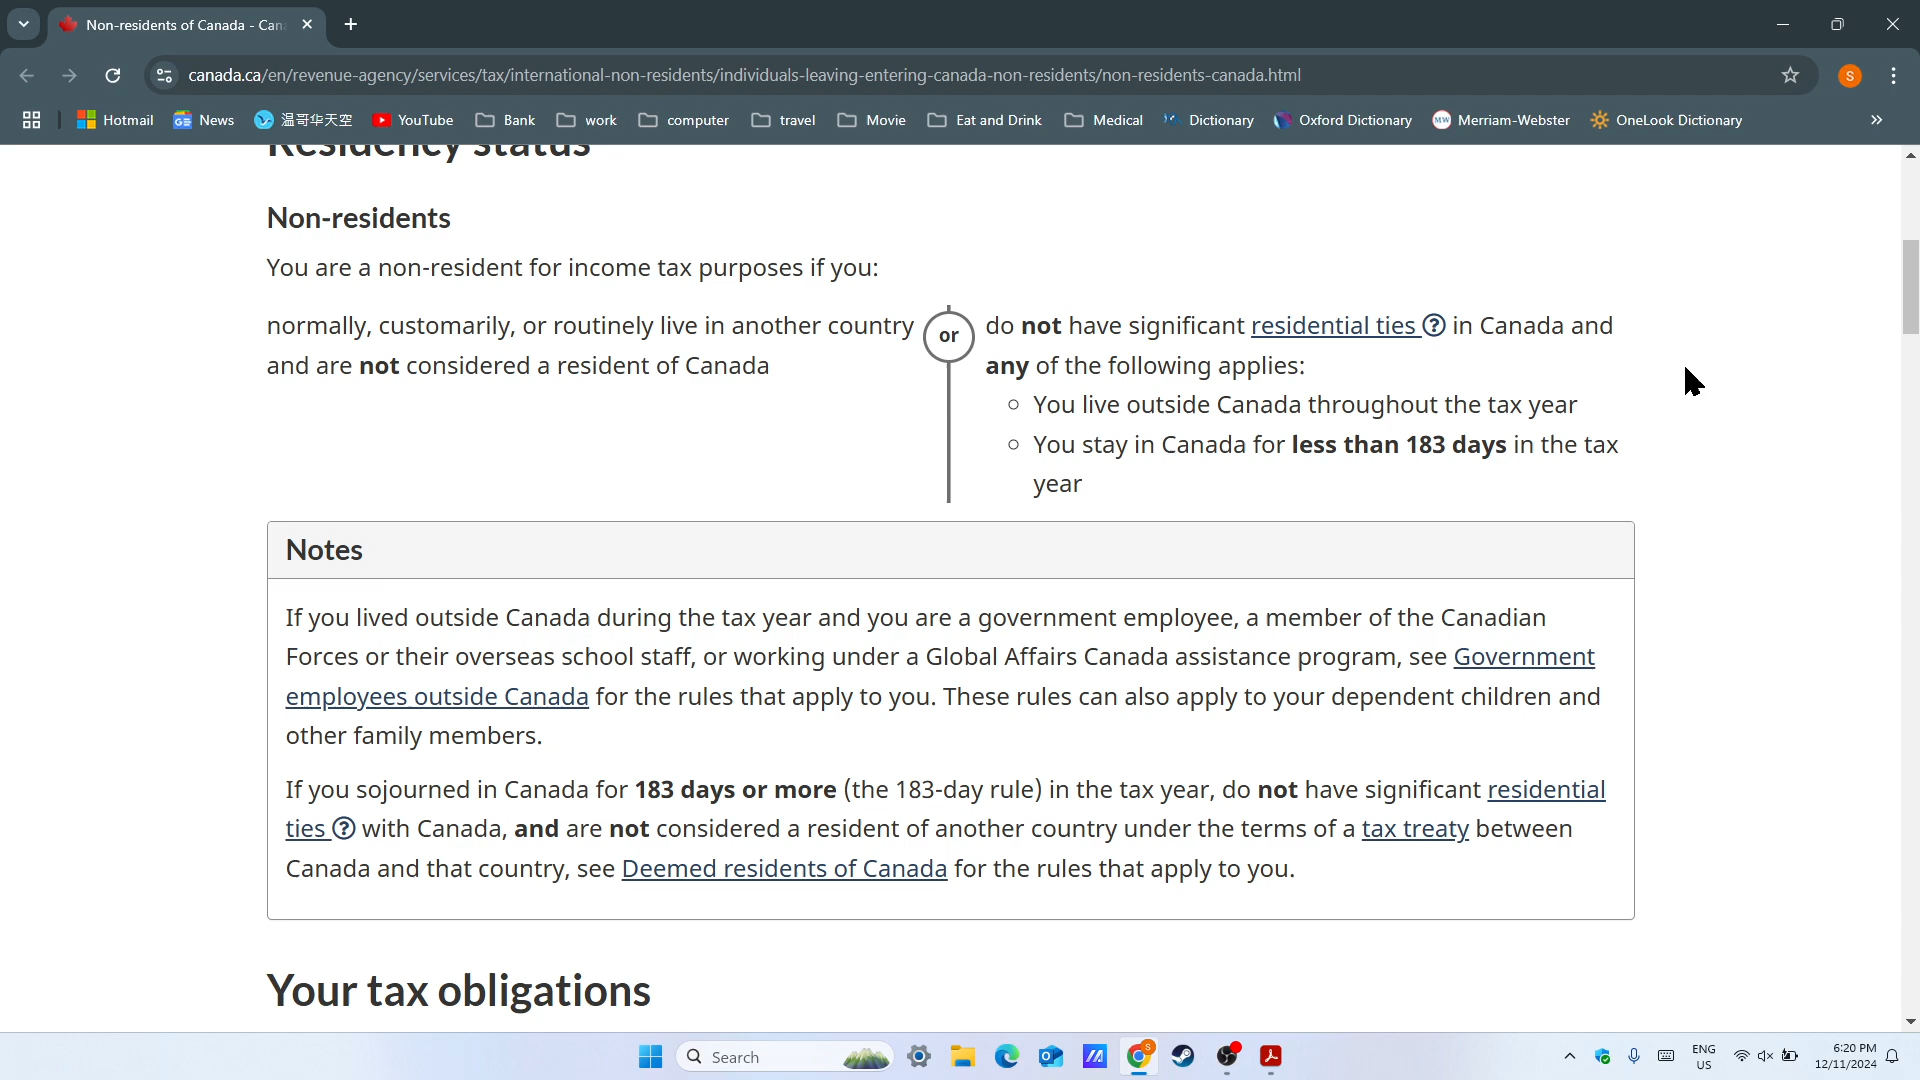 Non-residents of Canada - Can
canada.ca/en/revenue-agency/services/tax/international-non-residents/individuals-leaving-entering-canada-non-residents/non-residents-canada.html
S
Hotmail
News
温哥华天空
YouTube
Bank
work
computer
travel
Movie
Eat and Drink
Medical
Dictionary
Oxford Dictionary
Merriam-Webster
OneLook Dictionary
Residency status
Non-residents
You are a non-resident for income tax purposes if you:
normally, customarily, or routinely live in another country
and are not considered a resident of Canada
or
do not have significant residential ties ? in Canada and
any of the following applies:
You live outside Canada throughout the tax year
You stay in Canada for less than 183 days in the tax
year
Notes
If you lived outside Canada during the tax year and you are a government employee, a member of the Canadian
Forces or their overseas school staff, or working under a Global Affairs Canada assistance program, see Government
employees outside Canada for the rules that apply to you. These rules can also apply to your dependent children and
other family members.
If you sojourned in Canada for 183 days or more (the 183-day rule) in the tax year, do not have significant residential
ties ? with Canada, and are not considered a resident of another country under the terms of a tax treaty between
Canada and that country, see Deemed residents of Canada for the rules that apply to you.
Your tax obligations
Search
ENG
US
6:20 PM
12/11/2024